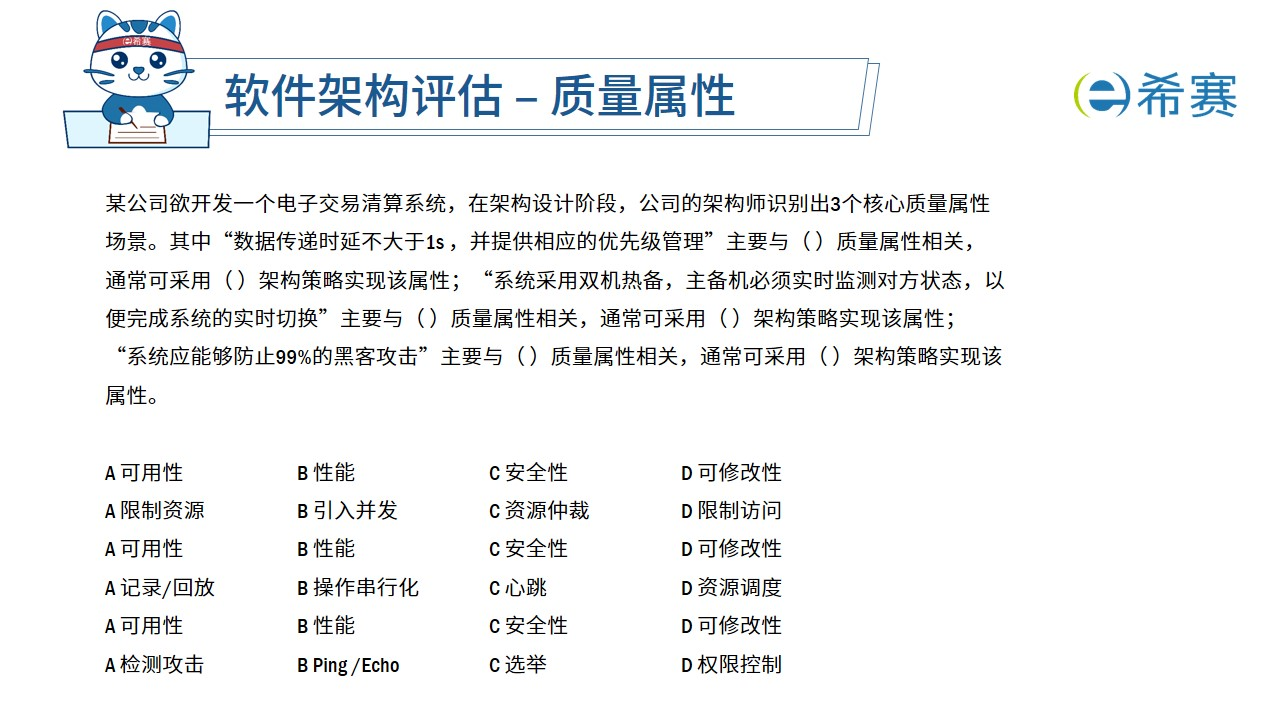 希赛
软件架构评估 – 质量属性
希赛
某公司欲开发一个电子交易清算系统，在架构设计阶段，公司的架构师识别出3个核心质量属性
场景。其中“数据传递时延不大于1s ，并提供相应的优先级管理”主要与（ ）质量属性相关，
通常可采用（ ）架构策略实现该属性；“系统采用双机热备，主备机必须实时监测对方状态，以
便完成系统的实时切换”主要与（ ）质量属性相关，通常可采用（ ）架构策略实现该属性；
“系统应能够防止99%的黑客攻击”主要与（ ）质量属性相关，通常可采用（ ）架构策略实现该
属性。
A 可用性 B 性能 C 安全性 D 可修改性
A 限制资源 B 引入并发 C 资源仲裁 D 限制访问
A 可用性 B 性能 C 安全性 D 可修改性
A 记录/回放 B 操作串行化 C 心跳 D 资源调度
A 可用性 B 性能 C 安全性 D 可修改性
A 检测攻击 B Ping /Echo C 选举 D 权限控制